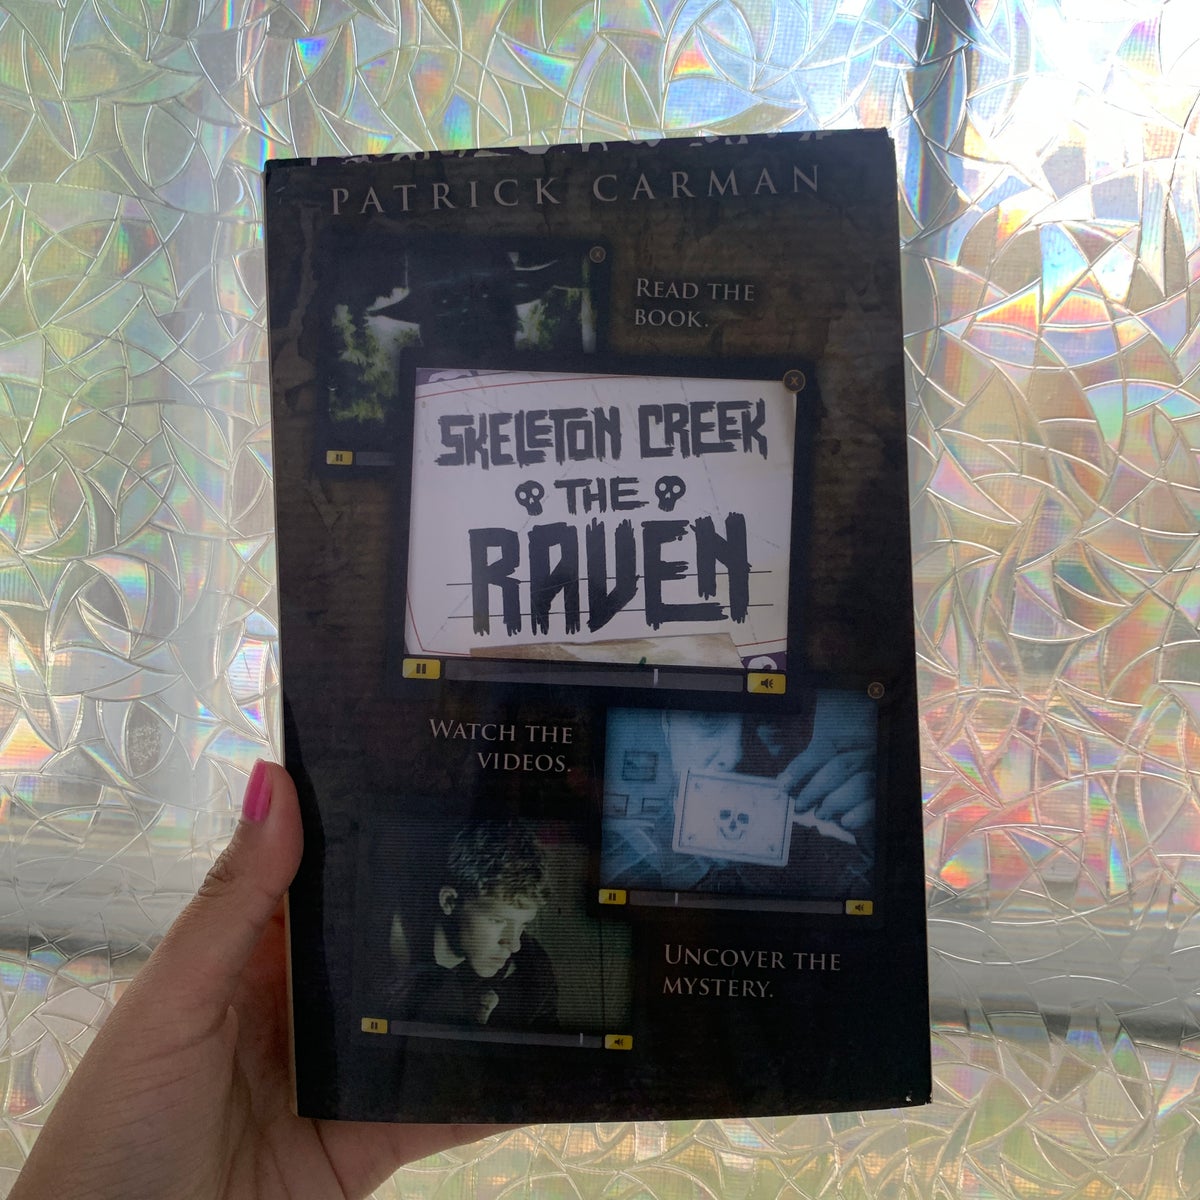 PATRICK CARMAN
READ THE
BOOK.
SKELETON CREEK
THE
RAVEN
WATCH THE
VIDEOS.
UNCOVER THE
MYSTERY.